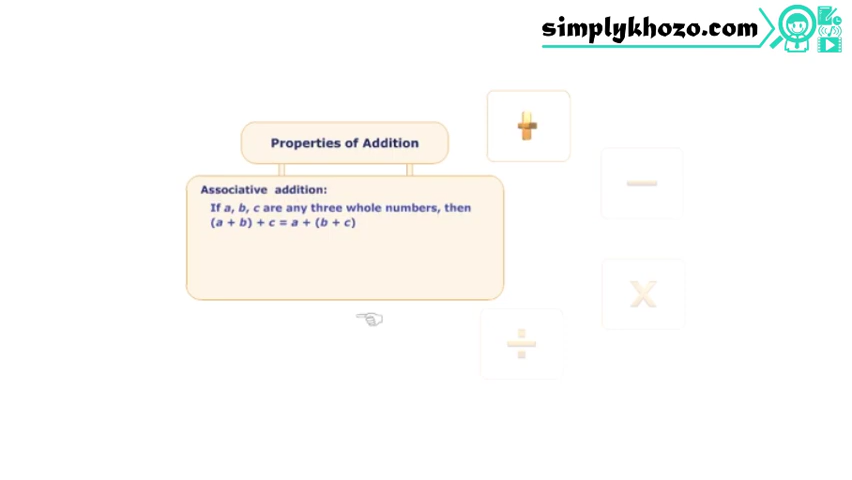 simplykhozo.com
Properties of Addition
Associative addition:
If a, b, c are any three whole numbers, then
(a + b) + c = a + (b + c)
+
−
x
÷